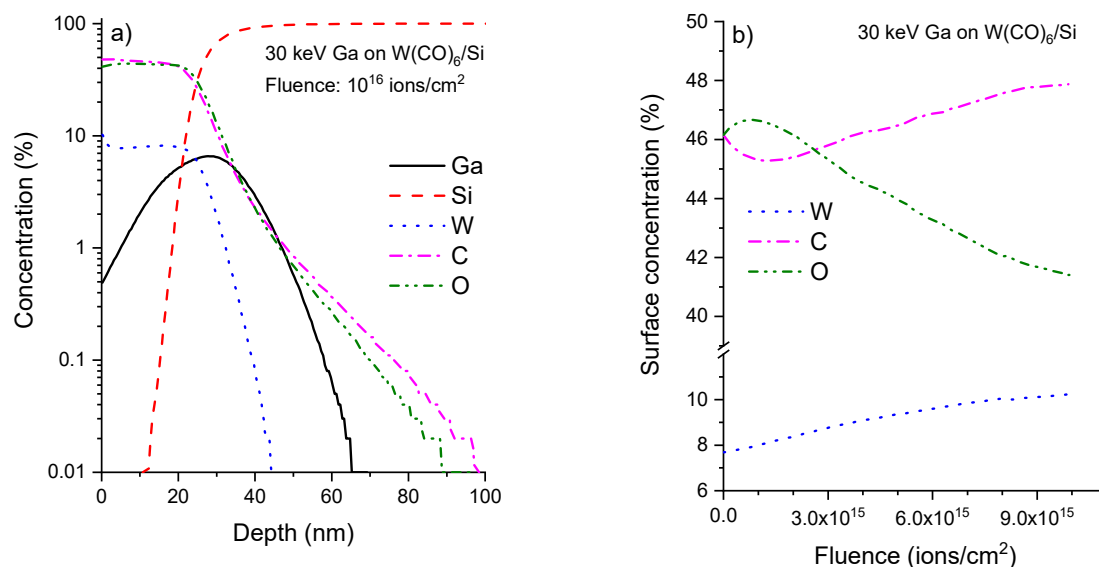 a)
30 keV Ga on W(CO)6/Si
Fluence: 10^16 ions/cm^2
100
10
1
0.1
0.01
Concentration (%)
Ga
Si
W
C
O
0 20 40 60 80 100
Depth (nm)
b)
30 keV Ga on W(CO)6/Si
50
48
46
44
42
40
10
8
6
Surface concentration (%)
W
C
O
0.0 3.0x10^15 6.0x10^15 9.0x10^15
Fluence (ions/cm^2)